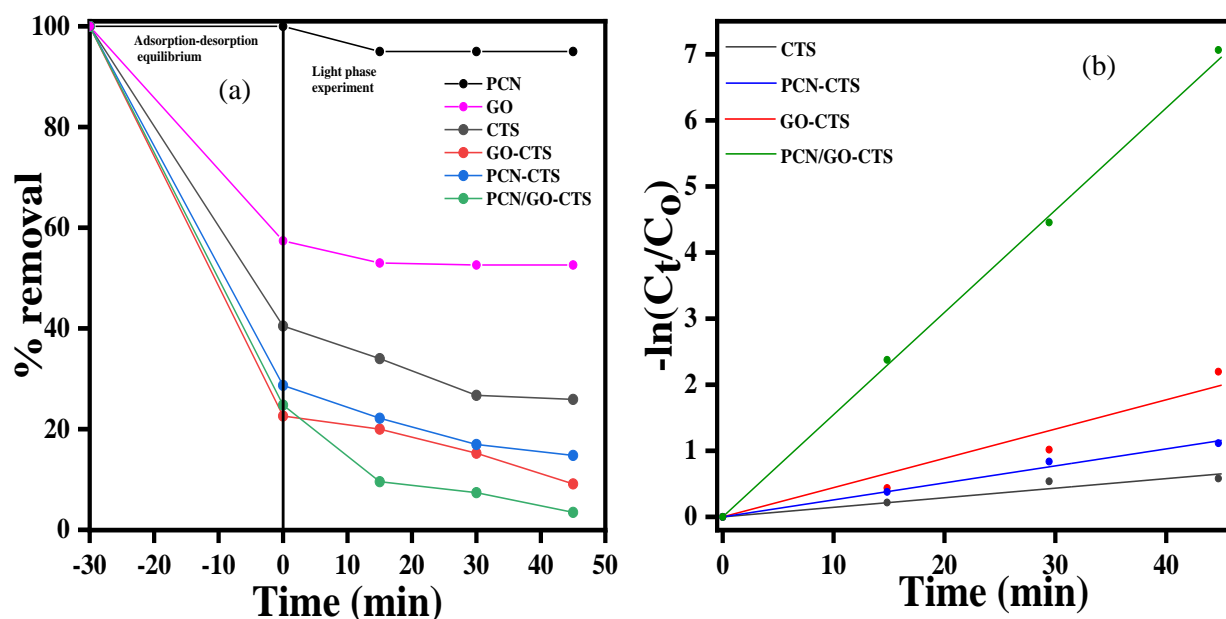 100
80
60
40
20
0
% removal
Adsorption-desorption
equilibrium
(a)
Light phase
experiment
PCN
GO
CTS
GO-CTS
PCN-CTS
PCN/GO-CTS
-30 -20 -10 0 10 20 30 40 50
Time (min)
7
6
5
4
3
2
1
0
-ln(Ct/Co)
CTS
PCN-CTS
GO-CTS
PCN/GO-CTS
(b)
0 20 40
Time (min)